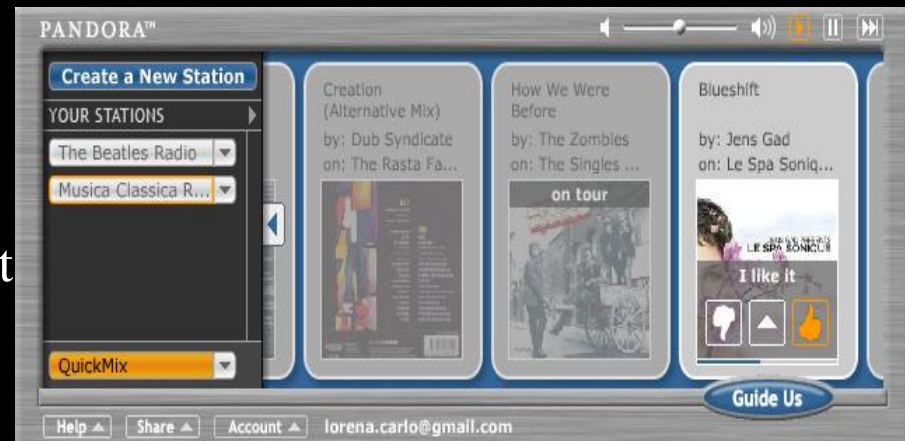 PANDORA™
Create a New Station
YOUR STATIONS
The Beatles Radio
Musica Classica R...
QuickMix
Creation
(Alternative Mix)
by: Dub Syndicate
on: The Rasta Fa...
How We Were
Before
by: The Zombies
on: The Singles ...
on tour
Blueshift
by: Jens Gad
on: Le Spa Soniq...
LE SPA SONIQUE
I like it
Guide Us
t
Help
Share
Account
lorena.carlo@gmail.com